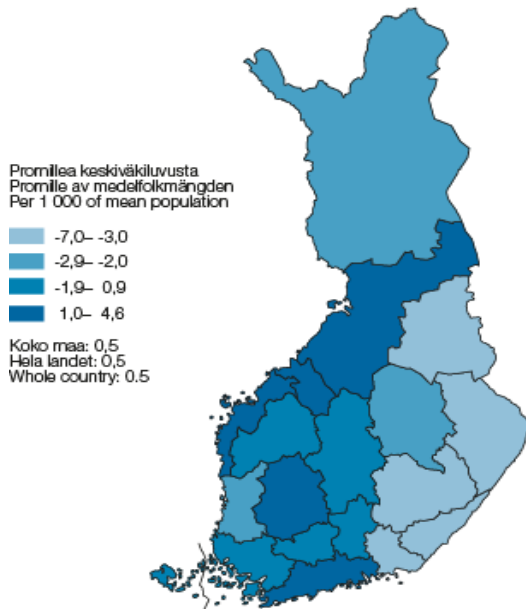 Promillea keskiväkiluvusta
Promille av medelfolkmängden
Per 1 000 of mean population
-7,0– -3,0
-2,9– -2,0
-1,9– 0,9
1,0– 4,6
Koko maa: 0,5
Hela landet: 0,5
Whole country: 0.5